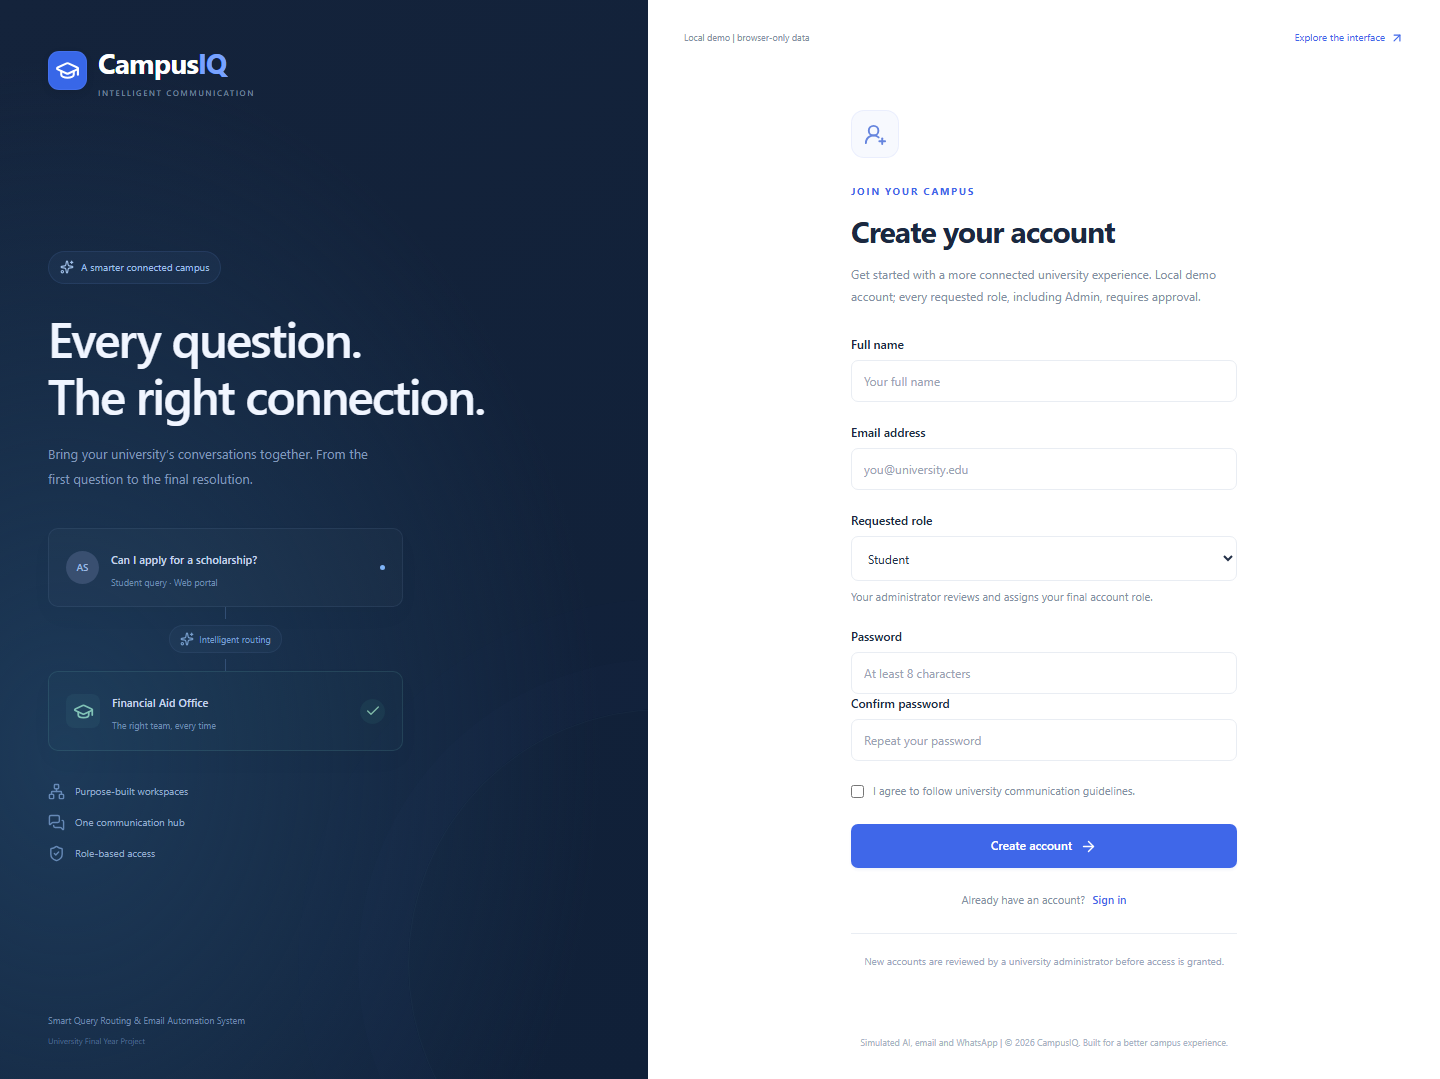 CampusIQ
INTELLIGENT COMMUNICATION
A smarter connected campus
Every question.
The right connection.
Bring your university's conversations together. From the
first question to the final resolution.
AS
Can I apply for a scholarship?
Student query · Web portal
Intelligent routing
Financial Aid Office
The right team, every time
Purpose-built workspaces
One communication hub
Role-based access
Smart Query Routing & Email Automation System
University Final Year Project
Local demo | browser-only data
Explore the interface
JOIN YOUR CAMPUS
Create your account
Get started with a more connected university experience. Local demo
account; every requested role, including Admin, requires approval.
Full name
Your full name
Email address
you@university.edu
Requested role
Student
Your administrator reviews and assigns your final account role.
Password
At least 8 characters
Confirm password
Repeat your password
I agree to follow university communication guidelines.
Create account
Already have an account? Sign in
New accounts are reviewed by a university administrator before access is granted.
Simulated AI, email and WhatsApp | © 2026 CampusIQ. Built for a better campus experience.